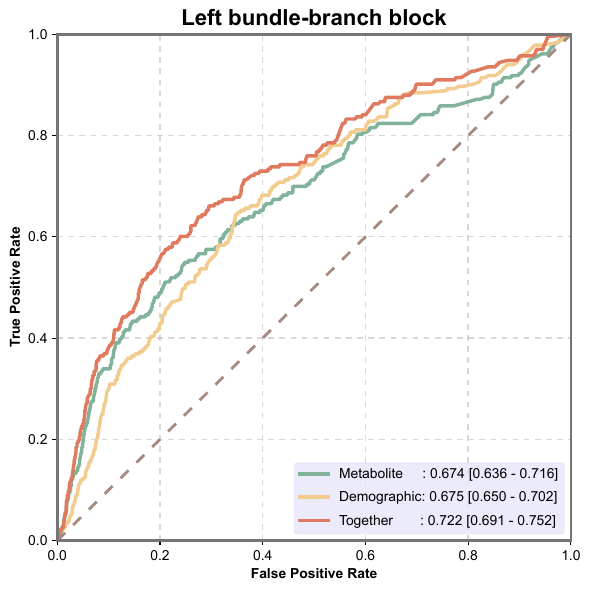 Left bundle-branch block
True Positive Rate
1.0
0.8
0.6
0.4
0.2
0.0
Metabolite : 0.674 [0.636 - 0.716]
Demographic: 0.675 [0.650 - 0.702]
Together : 0.722 [0.691 - 0.752]
0.0 0.2 0.4 0.6 0.8 1.0
False Positive Rate